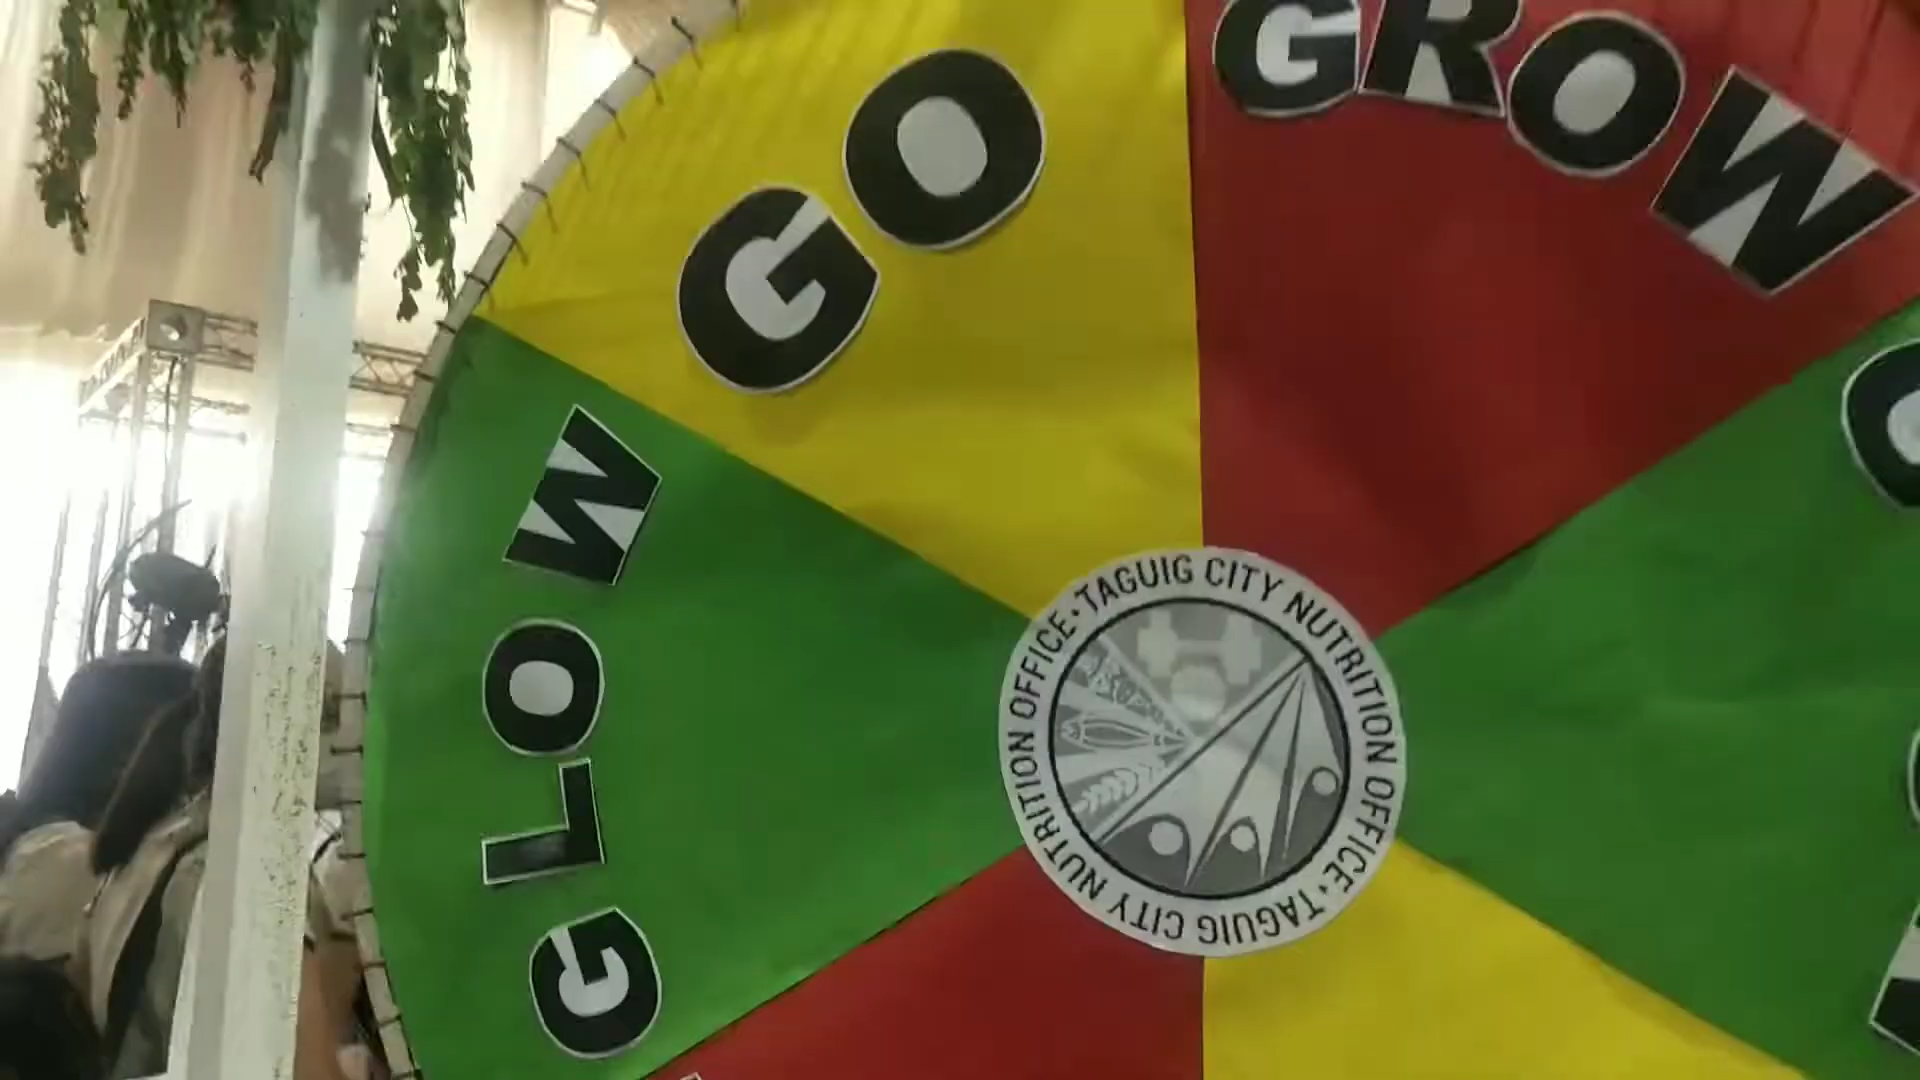 GO
GROW
GLOW
TAGUIG CITY NUTRITION OFFICE • TAGUIG CITY NUTRITION OFFICE •